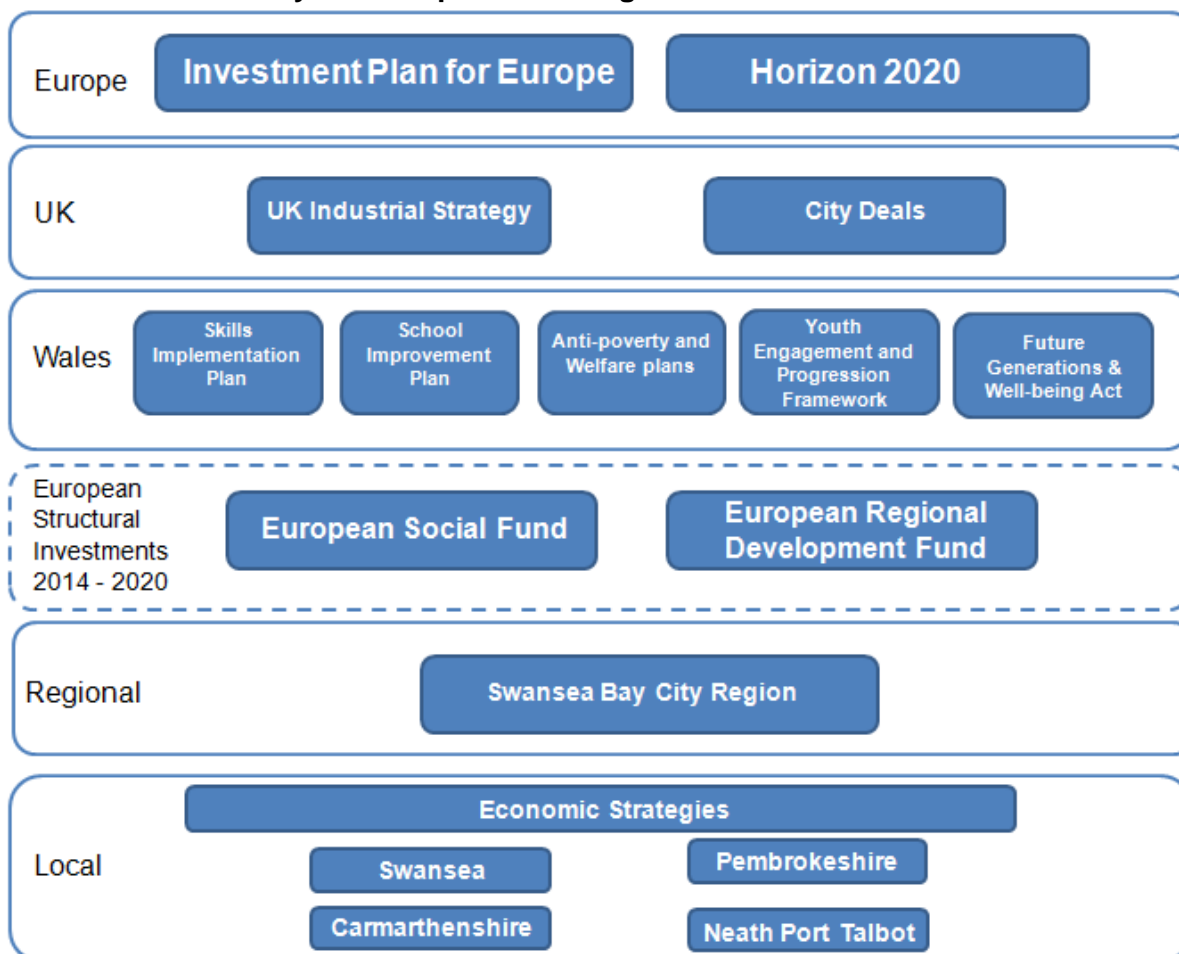 Europe
Investment Plan for Europe
Horizon 2020
UK
UK Industrial Strategy
City Deals
Wales
Skills
Implementation
Plan
School
Improvement
Plan
Anti-poverty and
Welfare plans
Youth
Engagement and
Progression
Framework
Future
Generations &
Well-being Act
European
Structural
Investments
2014 - 2020
European Social Fund
European Regional
Development Fund
Regional
Swansea Bay City Region
Local
Economic Strategies
Swansea
Pembrokeshire
Carmarthenshire
Neath Port Talbot